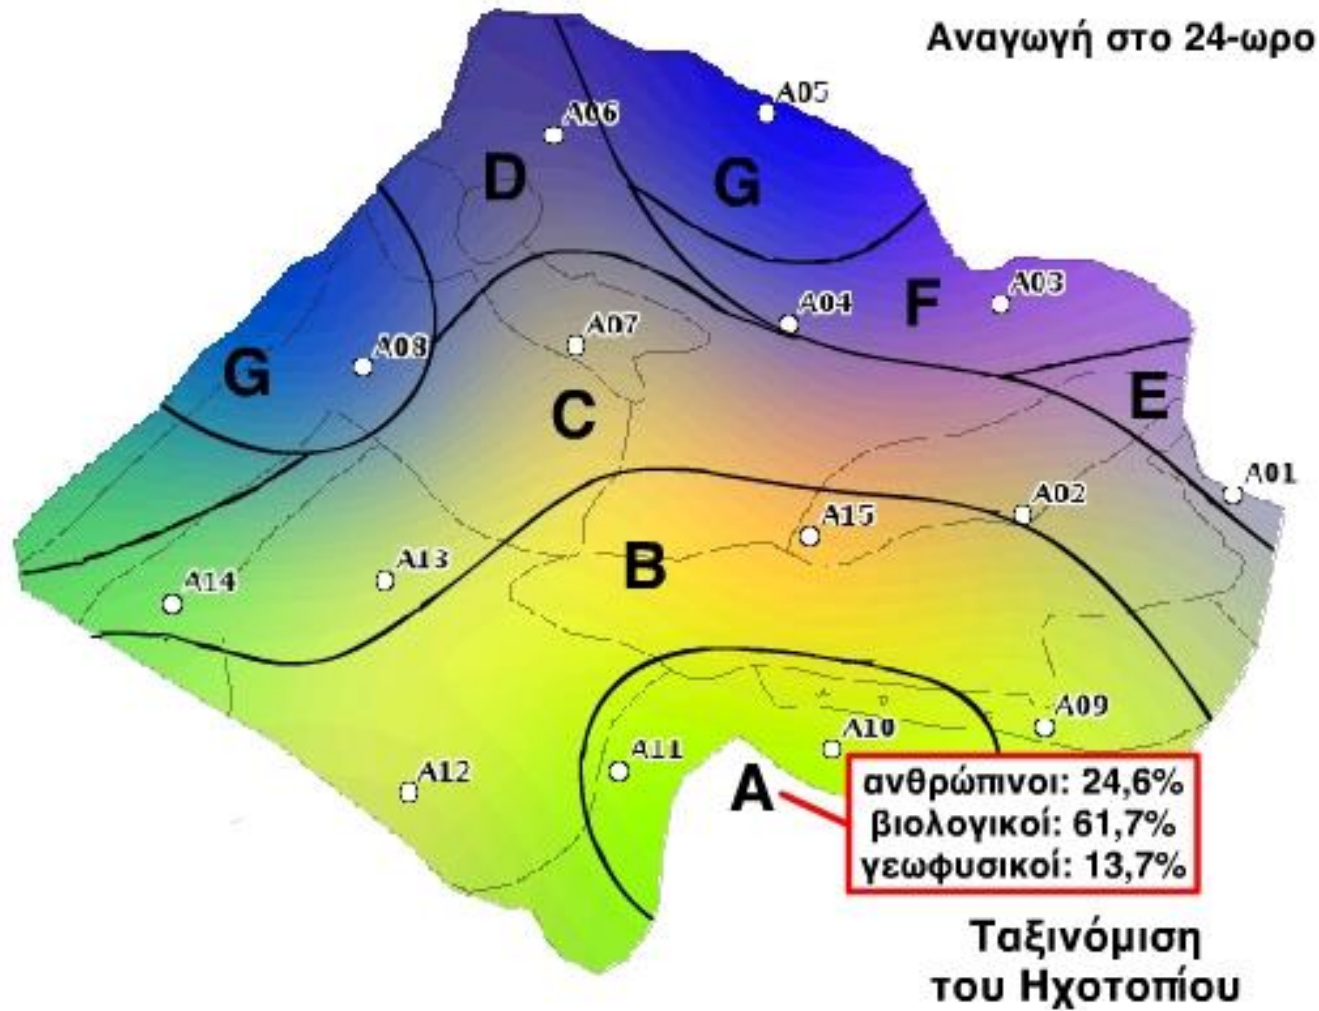 Αναγωγή στο 24-ωρο
A05
A06
D
G
A03
F
A04
A07
A08
G
E
C
A01
A02
A15
B
A13
A14
A09
A10
A11
A12
A
ανθρώπινοι: 24,6%
βιολογικοί: 61,7%
γεωφυσικοί: 13,7%
Ταξινόμιση
του Ηχοτοπίου